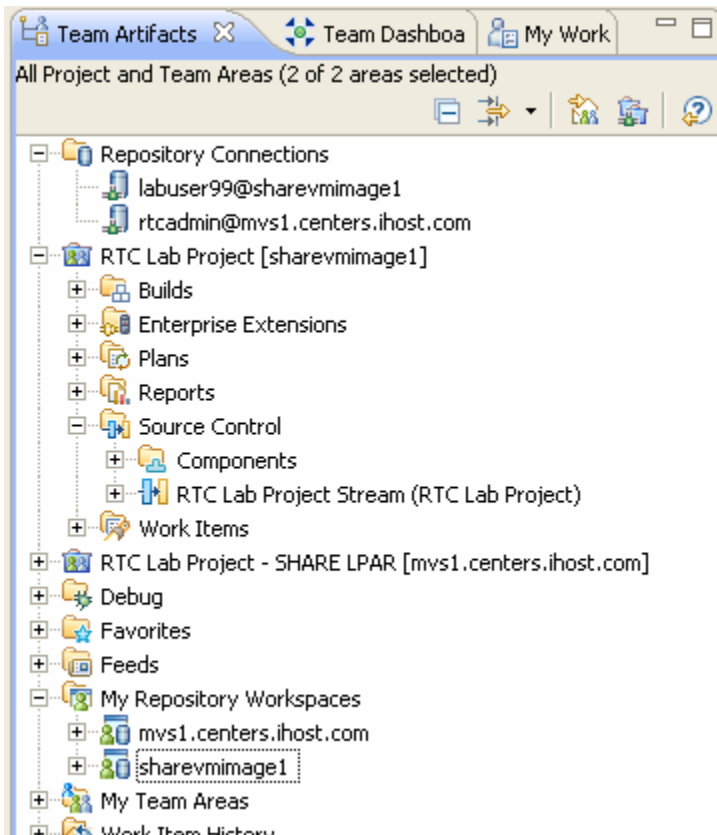 Team Artifacts Team Dashboa My Work
All Project and Team Areas (2 of 2 areas selected)
Repository Connections
labuser99@sharevmimage1
rtcadmin@mvs1.centers.ihost.com
RTC Lab Project [sharevmimage1]
Builds
Enterprise Extensions
Plans
Reports
Source Control
Components
RTC Lab Project Stream (RTC Lab Project)
Work Items
RTC Lab Project - SHARE LPAR [mvs1.centers.ihost.com]
Debug
Favorites
Feeds
My Repository Workspaces
mvs1.centers.ihost.com
sharevmimage1
My Team Areas
Work Item History